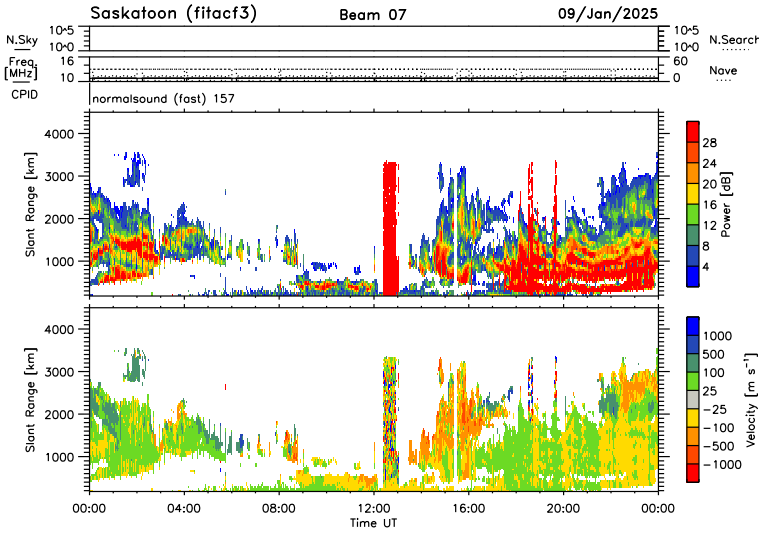 Saskatoon (fitacf3) Beam 07 09/Jan/2025
N.Sky 10^5 10^5 N.Search
10^0 10^0
Freq. 16 60
[MHz] 10 0 Nave
CPID normalsound (fast) 157
Slant Range [km]
4000
3000
2000
1000
28
24
20
16
12
8
4
Power [dB]
Slant Range [km]
4000
3000
2000
1000
1000
500
100
25
−25
−100
−500
−1000
Velocity [m s⁻¹]
00:00 04:00 08:00 12:00 16:00 20:00 00:00
Time UT